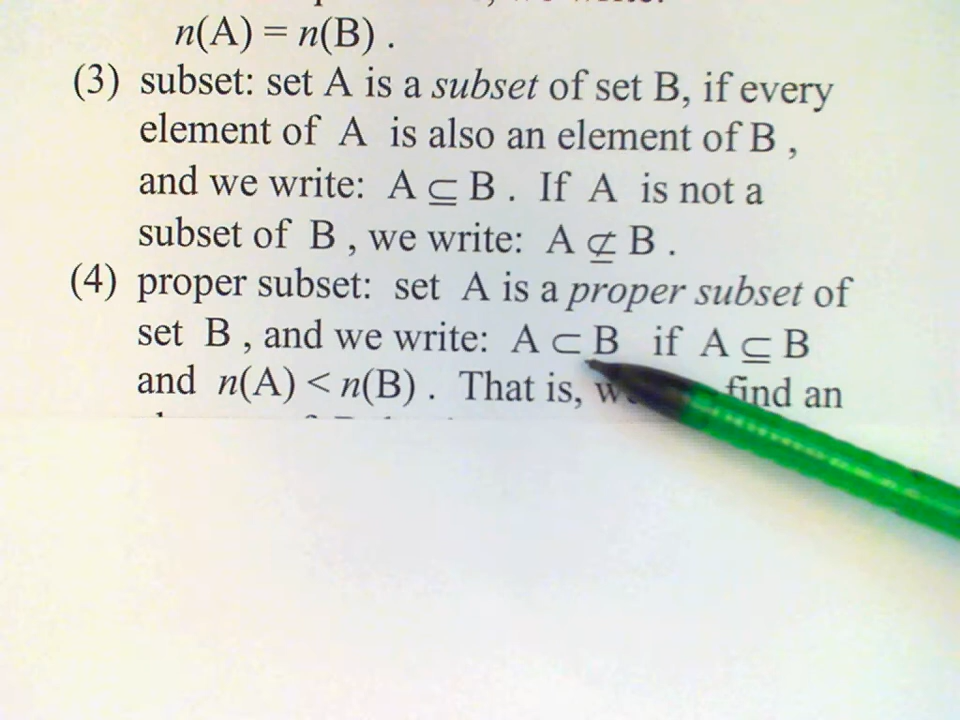 n(A) = n(B) .
(3) subset: set A is a subset of set B, if every
element of A is also an element of B ,
and we write: A ⊆ B . If A is not a
subset of B , we write: A ⊈ B .
(4) proper subset: set A is a proper subset of
set B , and we write: A ⊂ B if A ⊆ B
and n(A) < n(B) . That is, find an